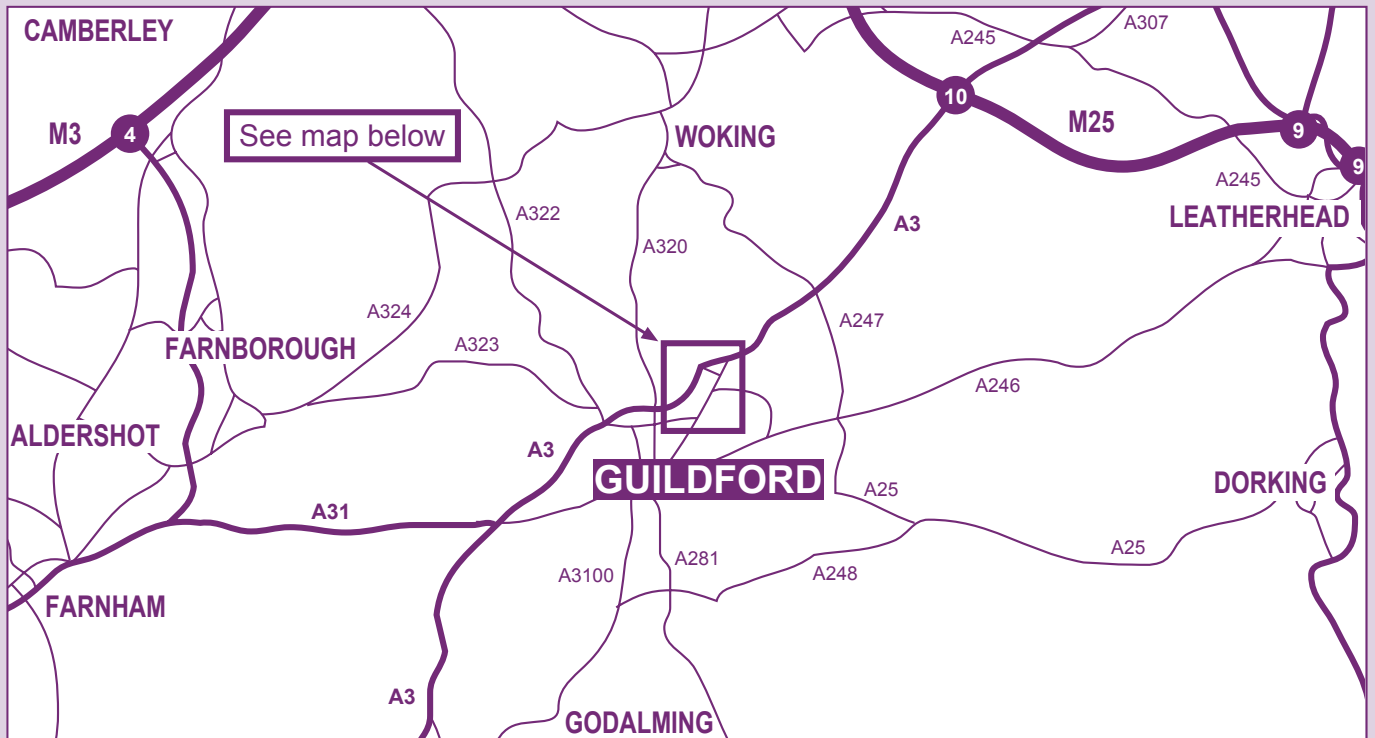 CAMBERLEY
A307
A245
10
M3
4
See map below
WOKING
M25
9
9
A245
A322
LEATHERHEAD
A320
A3
A324
A247
FARNBOROUGH
A323
A246
ALDERSHOT
A3
GUILDFORD
A25
DORKING
A31
A25
A3100
A281
A248
FARNHAM
A3
GODALMING